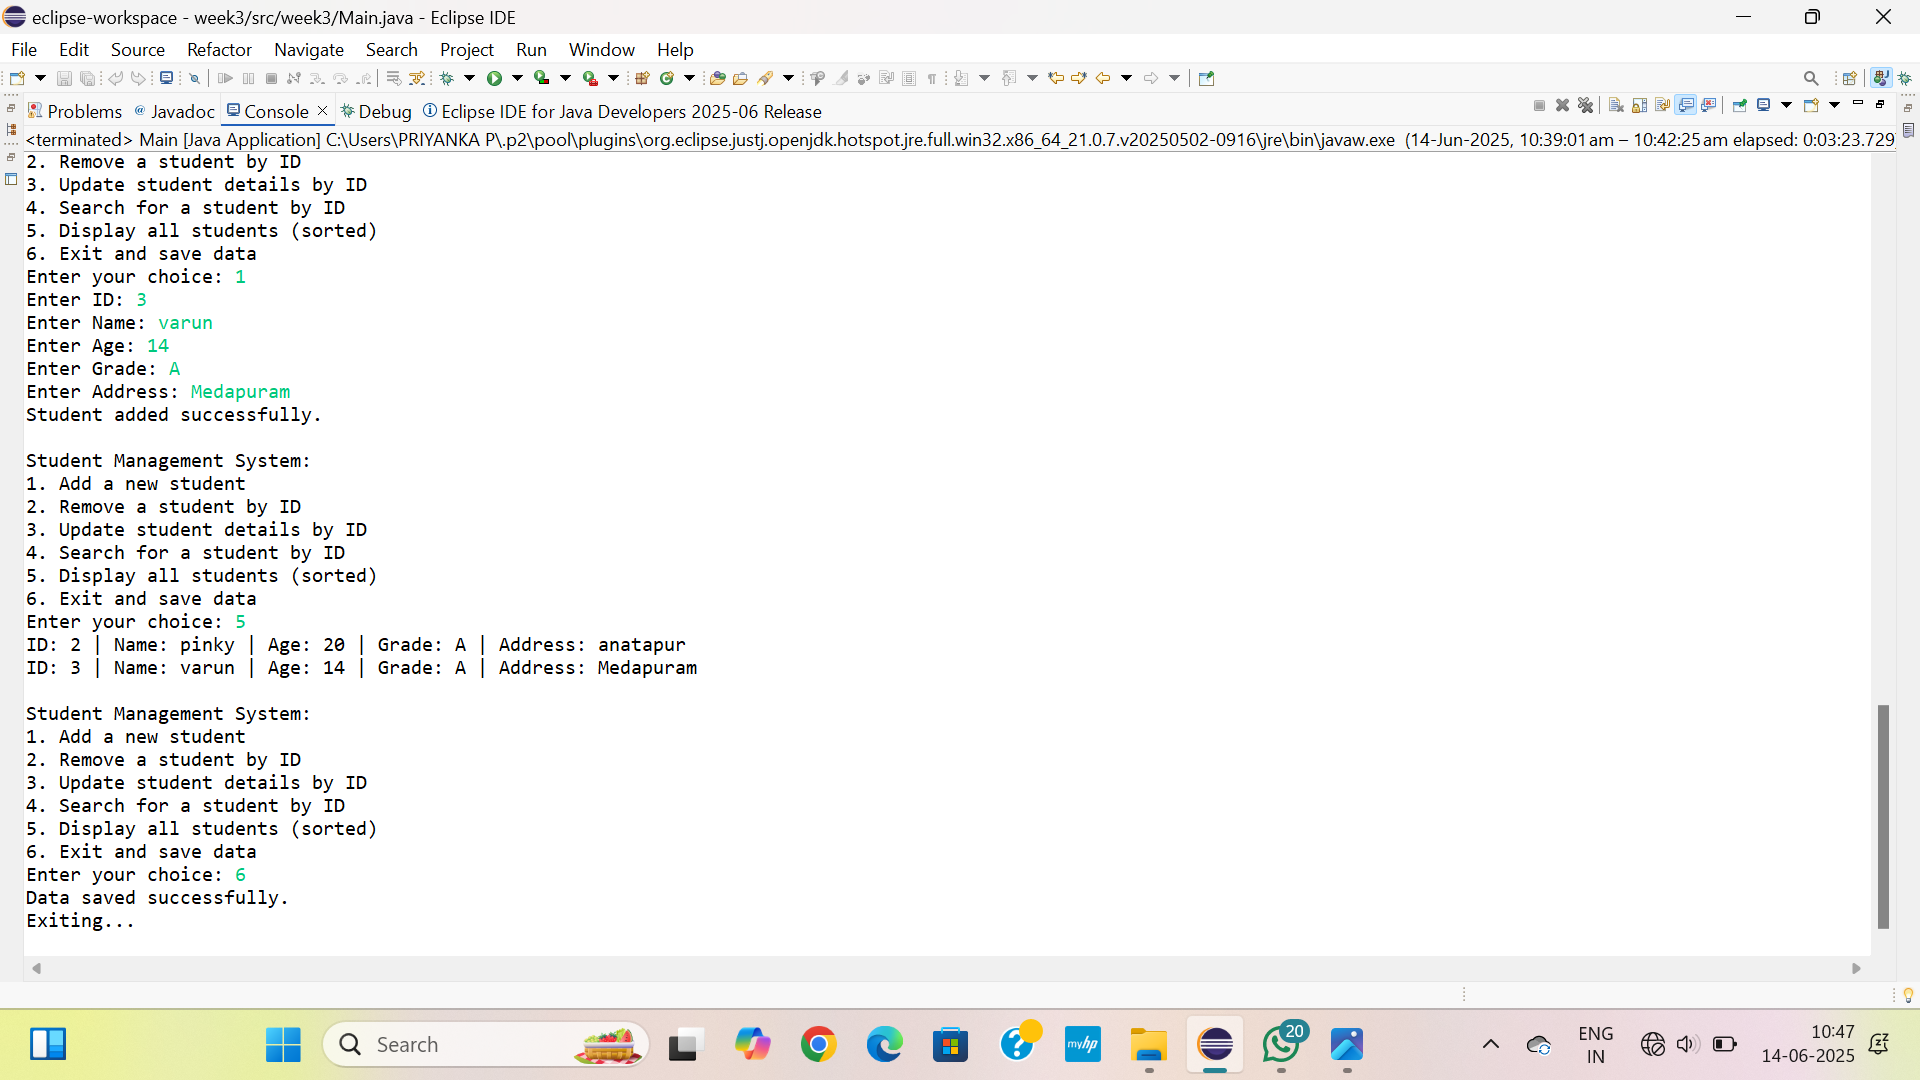 eclipse-workspace - week3/src/week3/Main.java - Eclipse IDE
File Edit Source Refactor Navigate Search Project Run Window Help
Problems @ Javadoc Console Debug Eclipse IDE for Java Developers 2025-06 Release
<terminated> Main [Java Application] C:\Users\PRIYANKA P\.p2\pool\plugins\org.eclipse.justj.openjdk.hotspot.jre.full.win32.x86_64_21.0.7.v20250502-0916\jre\bin\javaw.exe (14-Jun-2025, 10:39:01 am – 10:42:25 am elapsed: 0:03:23.729
2. Remove a student by ID
3. Update student details by ID
4. Search for a student by ID
5. Display all students (sorted)
6. Exit and save data
Enter your choice: 1
Enter ID: 3
Enter Name: varun
Enter Age: 14
Enter Grade: A
Enter Address: Medapuram
Student added successfully.
Student Management System:
1. Add a new student
2. Remove a student by ID
3. Update student details by ID
4. Search for a student by ID
5. Display all students (sorted)
6. Exit and save data
Enter your choice: 5
ID: 2 | Name: pinky | Age: 20 | Grade: A | Address: anatapur
ID: 3 | Name: varun | Age: 14 | Grade: A | Address: Medapuram
Student Management System:
1. Add a new student
2. Remove a student by ID
3. Update student details by ID
4. Search for a student by ID
5. Display all students (sorted)
6. Exit and save data
Enter your choice: 6
Data saved successfully.
Exiting...
Search
myhp
20
ENG
IN
10:47
14-06-2025